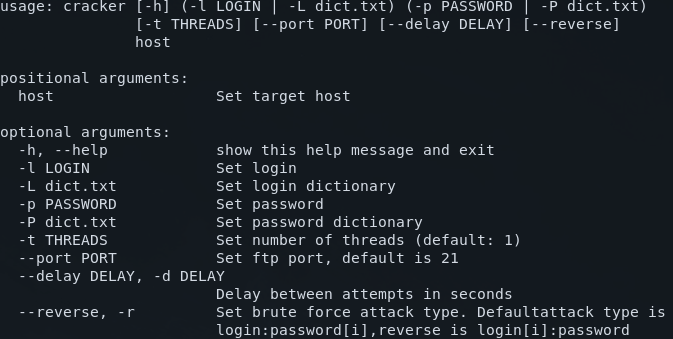 usage: cracker [-h] (-l LOGIN | -L dict.txt) (-p PASSWORD | -P dict.txt)
[-t THREADS] [--port PORT] [--delay DELAY] [--reverse]
host
positional arguments:
host Set target host
optional arguments:
-h, --help show this help message and exit
-l LOGIN Set login
-L dict.txt Set login dictionary
-p PASSWORD Set password
-P dict.txt Set password dictionary
-t THREADS Set number of threads (default: 1)
--port PORT Set ftp port, default is 21
--delay DELAY, -d DELAY
Delay between attempts in seconds
--reverse, -r Set brute force attack type. Defaultattack type is
login:password[i],reverse is login[i]:password